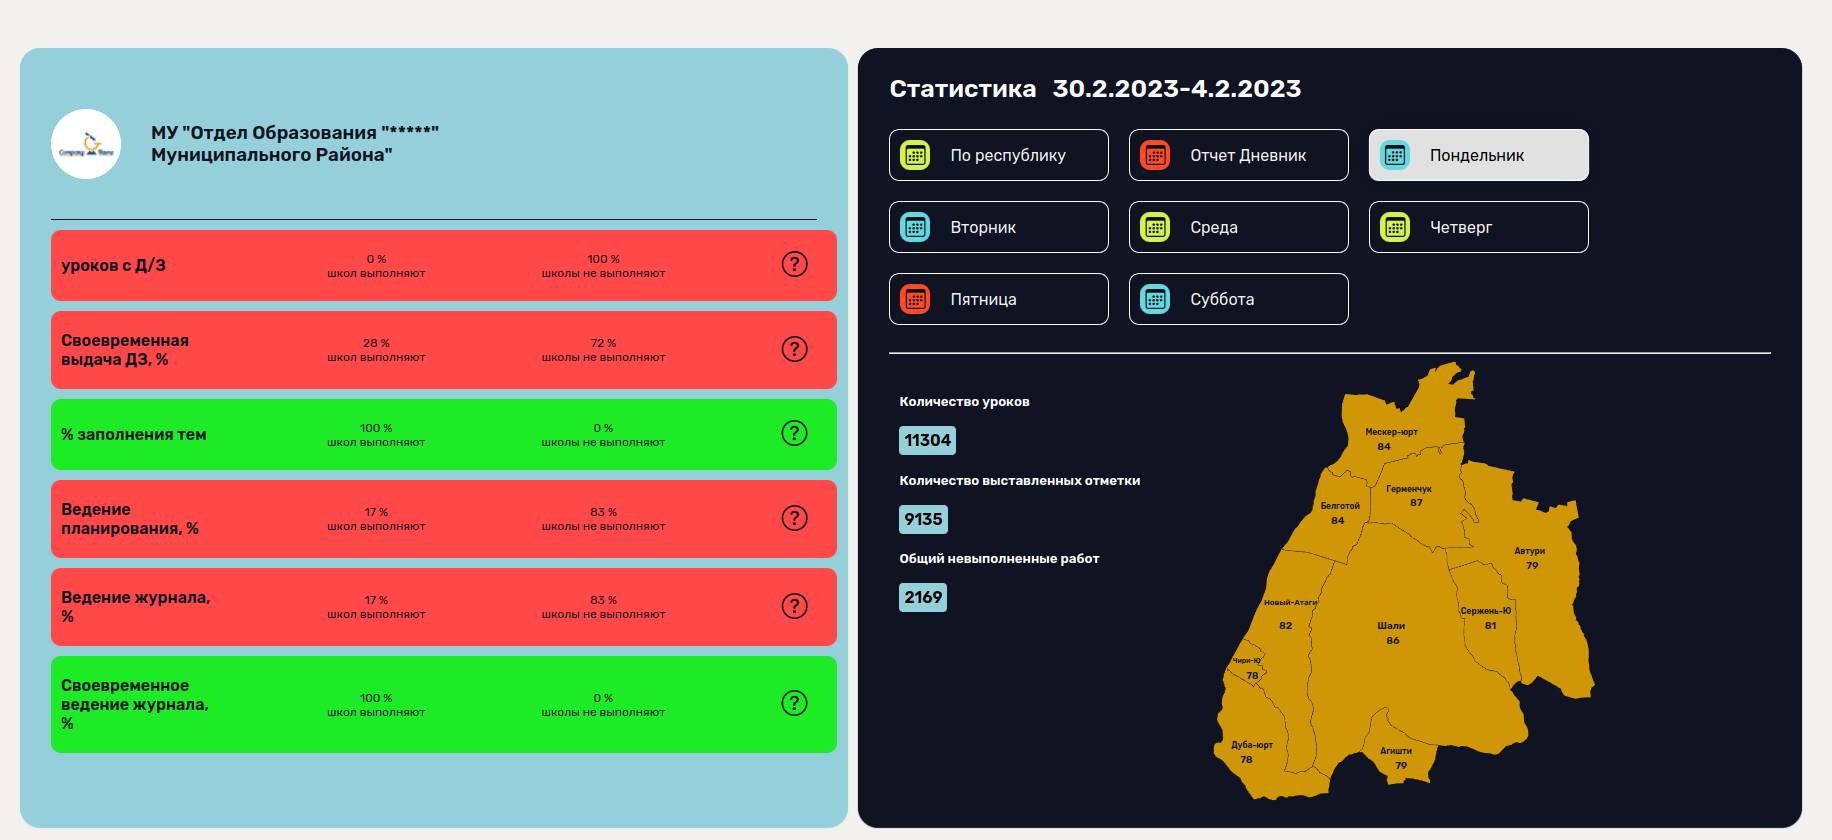 МУ "Отдел Образования "*****"
Муниципального Района"
уроков с Д/З
0 %
школ выполняют
100 %
школы не выполняют
?
Своевременная
выдача ДЗ, %
28 %
школ выполняют
72 %
школы не выполняют
?
% заполнения тем
100 %
школ выполняют
0 %
школы не выполняют
?
Ведение
планирования, %
17 %
школ выполняют
83 %
школы не выполняют
?
Ведение журнала,
%
17 %
школ выполняют
83 %
школы не выполняют
?
Своевременное
ведение журнала,
%
100 %
школ выполняют
0 %
школы не выполняют
?
Статистика 30.2.2023-4.2.2023
По республику
Отчет Дневник
Пондельник
Вторник
Среда
Четверг
Пятница
Суббота
Количество уроков
11304
Количество выставленных отметки
9135
Общий невыполненные работ
2169
Мескер-юрт
84
Герменчук
87
Белготой
84
Автури
79
Новый-Атаги
82
Сержень-Ю
81
Шали
86
Чири-Ю
78
Дуба-юрт
78
Агишти
79